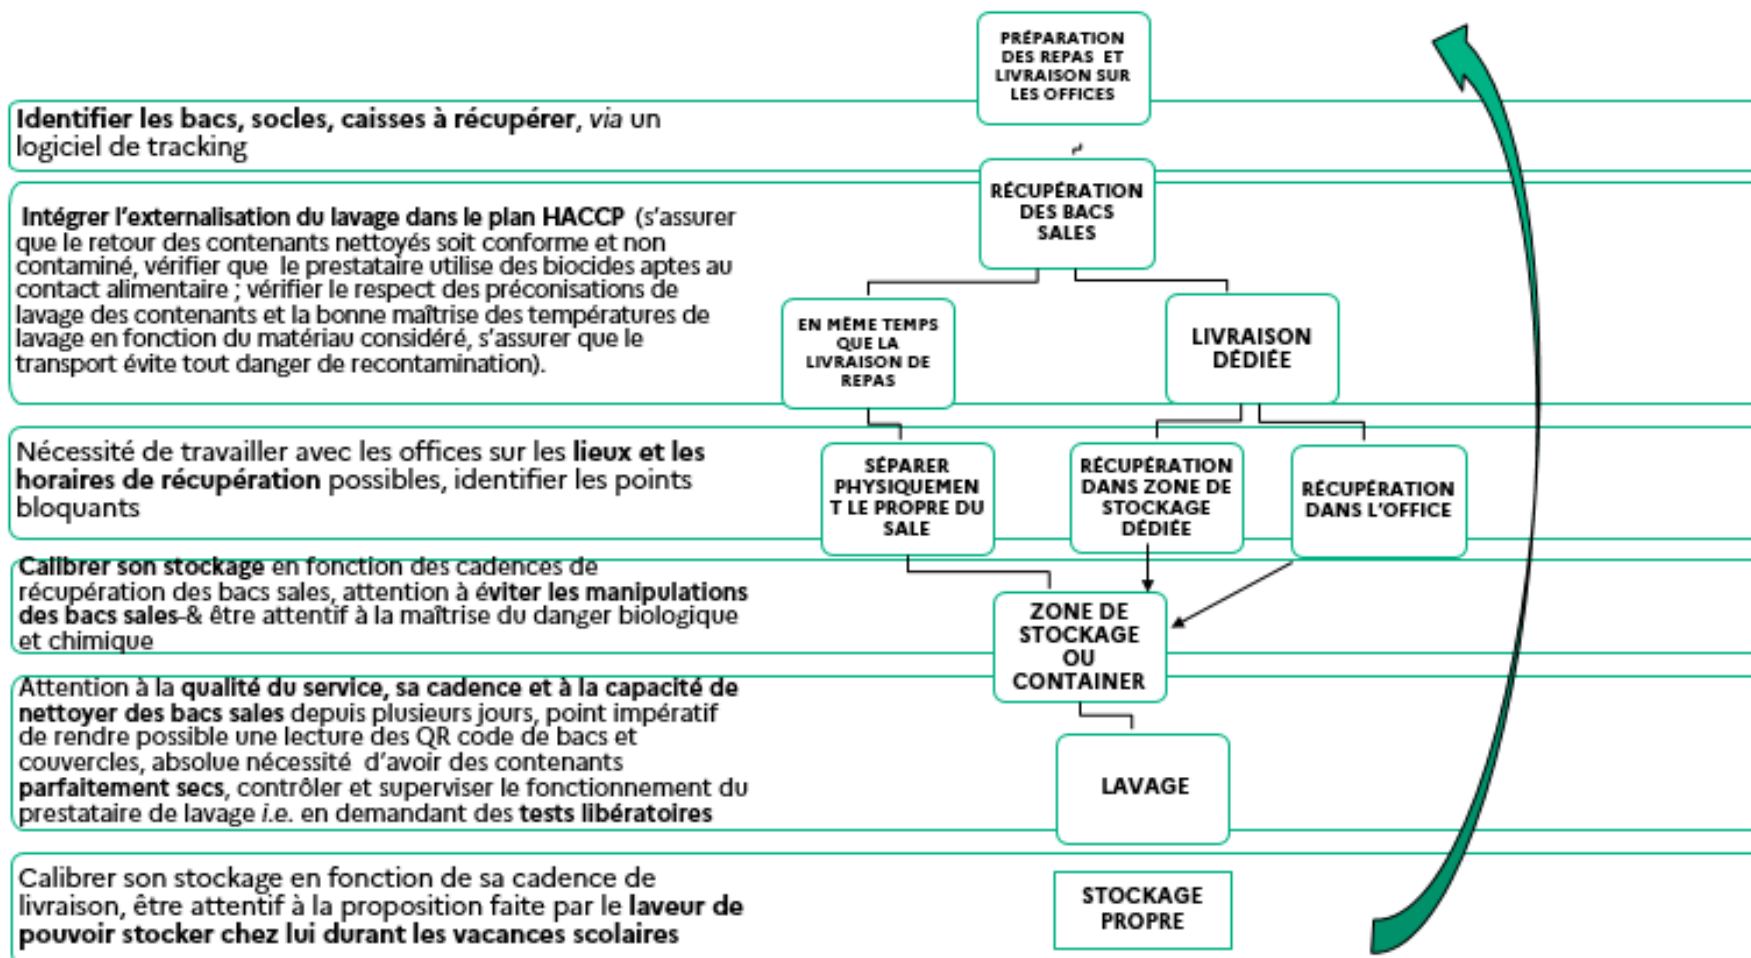 PRÉPARATION
DES REPAS ET
LIVRAISON SUR
LES OFFICES
Identifier les bacs, socles, caisses à récupérer, via un
logiciel de tracking
RÉCUPÉRATION
DES BACS
SALES
Intégrer l'externalisation du lavage dans le plan HACCP (s'assurer
que le retour des contenants nettoyés soit conforme et non
contaminé, vérifier que le prestataire utilise des biocides aptes au
contact alimentaire ; vérifier le respect des préconisations de
lavage des contenants et la bonne maîtrise des températures de
lavage en fonction du matériau considéré, s'assurer que le
transport évite tout danger de recontamination).
EN MÊME TEMPS
QUE LA
LIVRAISON DE
REPAS
LIVRAISON
DÉDIÉE
Nécessité de travailler avec les offices sur les lieux et les
horaires de récupération possibles, identifier les points
bloquants
SÉPARER
PHYSIQUEMEN
T LE PROPRE DU
SALE
RÉCUPÉRATION
DANS ZONE DE
STOCKAGE
DÉDIÉE
RÉCUPÉRATION
DANS L'OFFICE
Calibrer son stockage en fonction des cadences de
récupération des bacs sales, attention à éviter les manipulations
des bacs sales-& être attentif à la maîtrise du danger biologique
et chimique
ZONE DE
STOCKAGE
OU
CONTAINER
Attention à la qualité du service, sa cadence et à la capacité de
nettoyer des bacs sales depuis plusieurs jours, point impératif
de rendre possible une lecture des QR code de bacs et
couvercles, absolue nécessité d'avoir des contenants
parfaitement secs, contrôler et superviser le fonctionnement du
prestataire de lavage i.e. en demandant des tests libératoires
LAVAGE
Calibrer son stockage en fonction de sa cadence de
livraison, être attentif à la proposition faite par le laveur de
pouvoir stocker chez lui durant les vacances scolaires
STOCKAGE
PROPRE